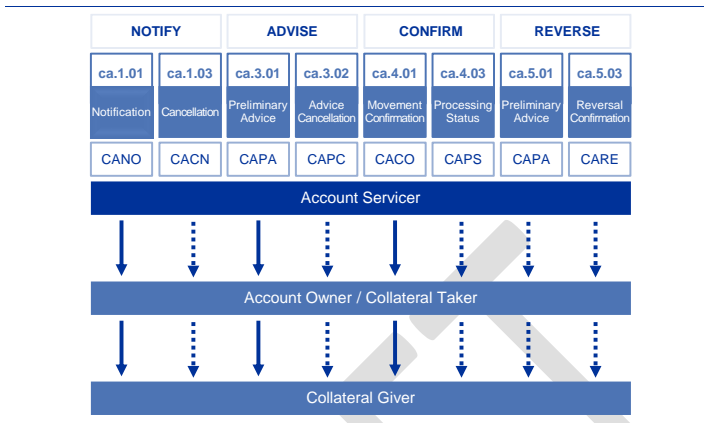 NOTIFY ADVISE CONFIRM REVERSE
ca.1.01 ca.1.03 ca.3.01 ca.3.02 ca.4.01 ca.4.03 ca.5.01 ca.5.03
Notification Cancellation Preliminary Advice Advice Cancellation Movement Confirmation Processing Status Preliminary Advice Reversal Confirmation
CANO CACN CAPA CAPC CACO CAPS CAPA CARE
Account Servicer
Account Owner / Collateral Taker
Collateral Giver